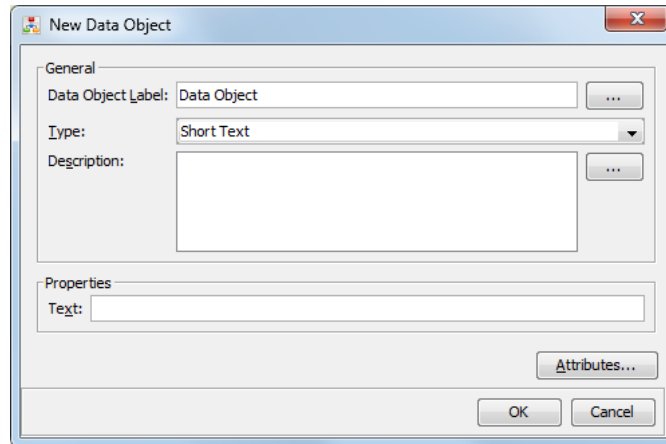 New Data Object
General
Data Object Label: Data Object ...
Type: Short Text
Description: ...
Properties
Text:
Attributes...
OK Cancel